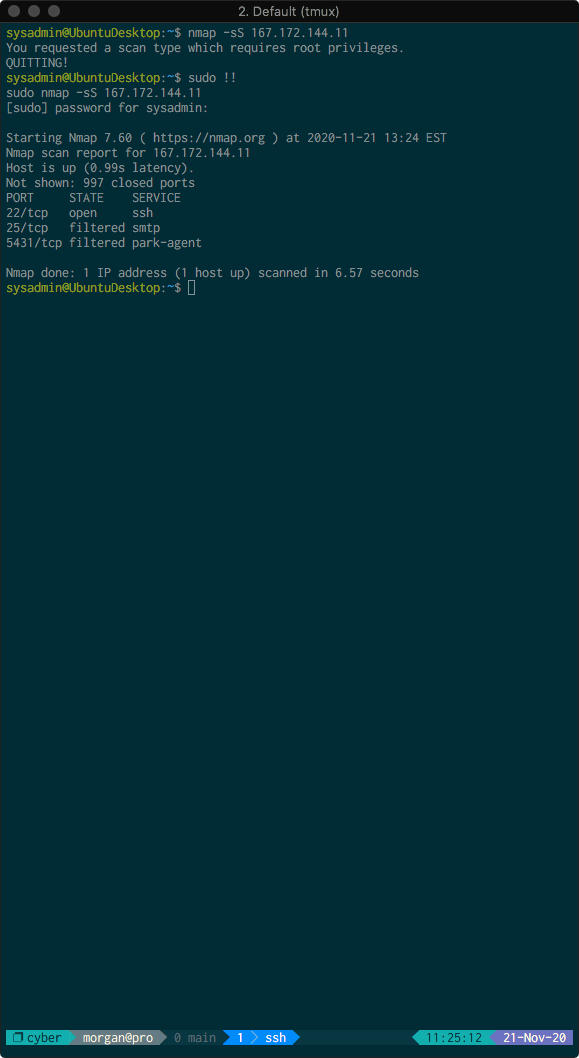 2. Default (tmux)
sysadmin@UbuntuDesktop:~$ nmap -sS 167.172.144.11
You requested a scan type which requires root privileges.
QUITTING!
sysadmin@UbuntuDesktop:~$ sudo !!
sudo nmap -sS 167.172.144.11
[sudo] password for sysadmin:
Starting Nmap 7.60 ( https://nmap.org ) at 2020-11-21 13:24 EST
Nmap scan report for 167.172.144.11
Host is up (0.99s latency).
Not shown: 997 closed ports
PORT     STATE    SERVICE
22/tcp   open     ssh
25/tcp   filtered smtp
5431/tcp filtered park-agent
Nmap done: 1 IP address (1 host up) scanned in 6.57 seconds
sysadmin@UbuntuDesktop:~$
cyber morgan@pro 0 main 1 ssh 11:25:12 21-Nov-20